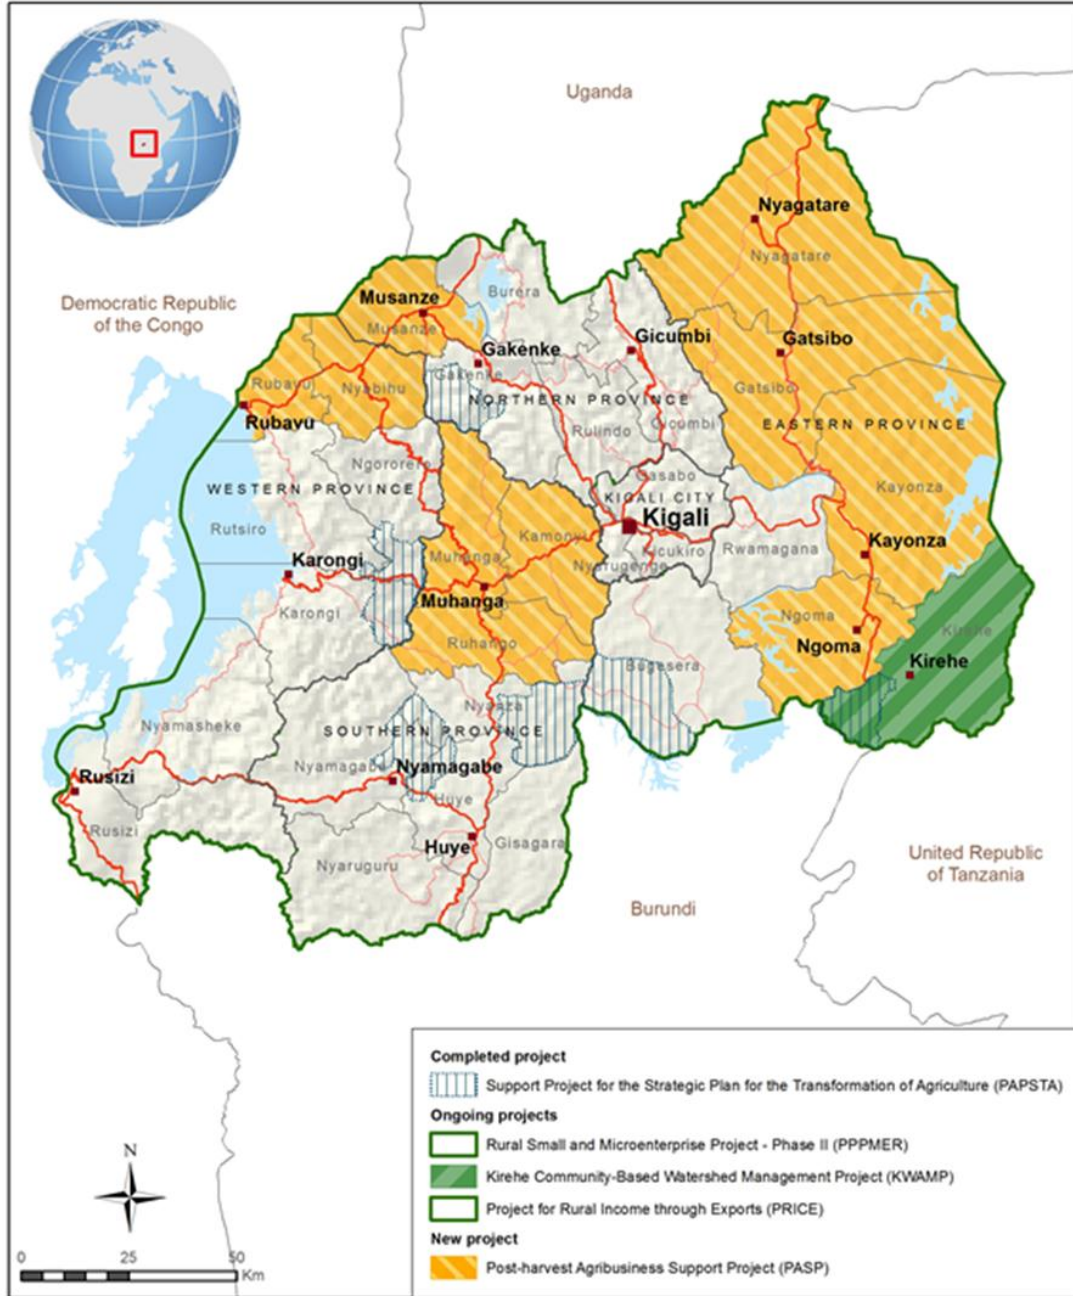 Uganda
Nyagatare
Nyagatare
Democratic Republic
of the Congo
Musanze
Musanze
Burera
Gicumbi
Gatsibo
Gakenke
Gakenke
Rubavu
Nyabihu
Gatsibo
NORTHERN PROVINCE
Rubavu
Rulindo
Gicumbi
EASTERN PROVINCE
Ngororero
WESTERN PROVINCE
Gasabo
KIGALI CITY
Kayonza
Kigali
Rutsiro
Kamonyi
Kayonza
Muhanga
Kicukiro
Rwamagana
Karongi
Nyarugenge
Muhanga
Karongi
Ngoma
Ruhango
Ngoma
Kirehe
Kirehe
Bugesera
Nyanza
Nyamasheke
SOUTHERN PROVINCE
Nyamagabe
Nyamagabe
Rusizi
Huye
Rusizi
Huye
Gisagara
Nyaruguru
United Republic
of Tanzania
Burundi
Completed project
Support Project for the Strategic Plan for the Transformation of Agriculture (PAPSTA)
Ongoing projects
Rural Small and Microenterprise Project - Phase II (PPPMER)
Kirehe Community-Based Watershed Management Project (KWAMP)
Project for Rural Income through Exports (PRICE)
New project
Post-harvest Agribusiness Support Project (PASP)
N
0 25 50
Km